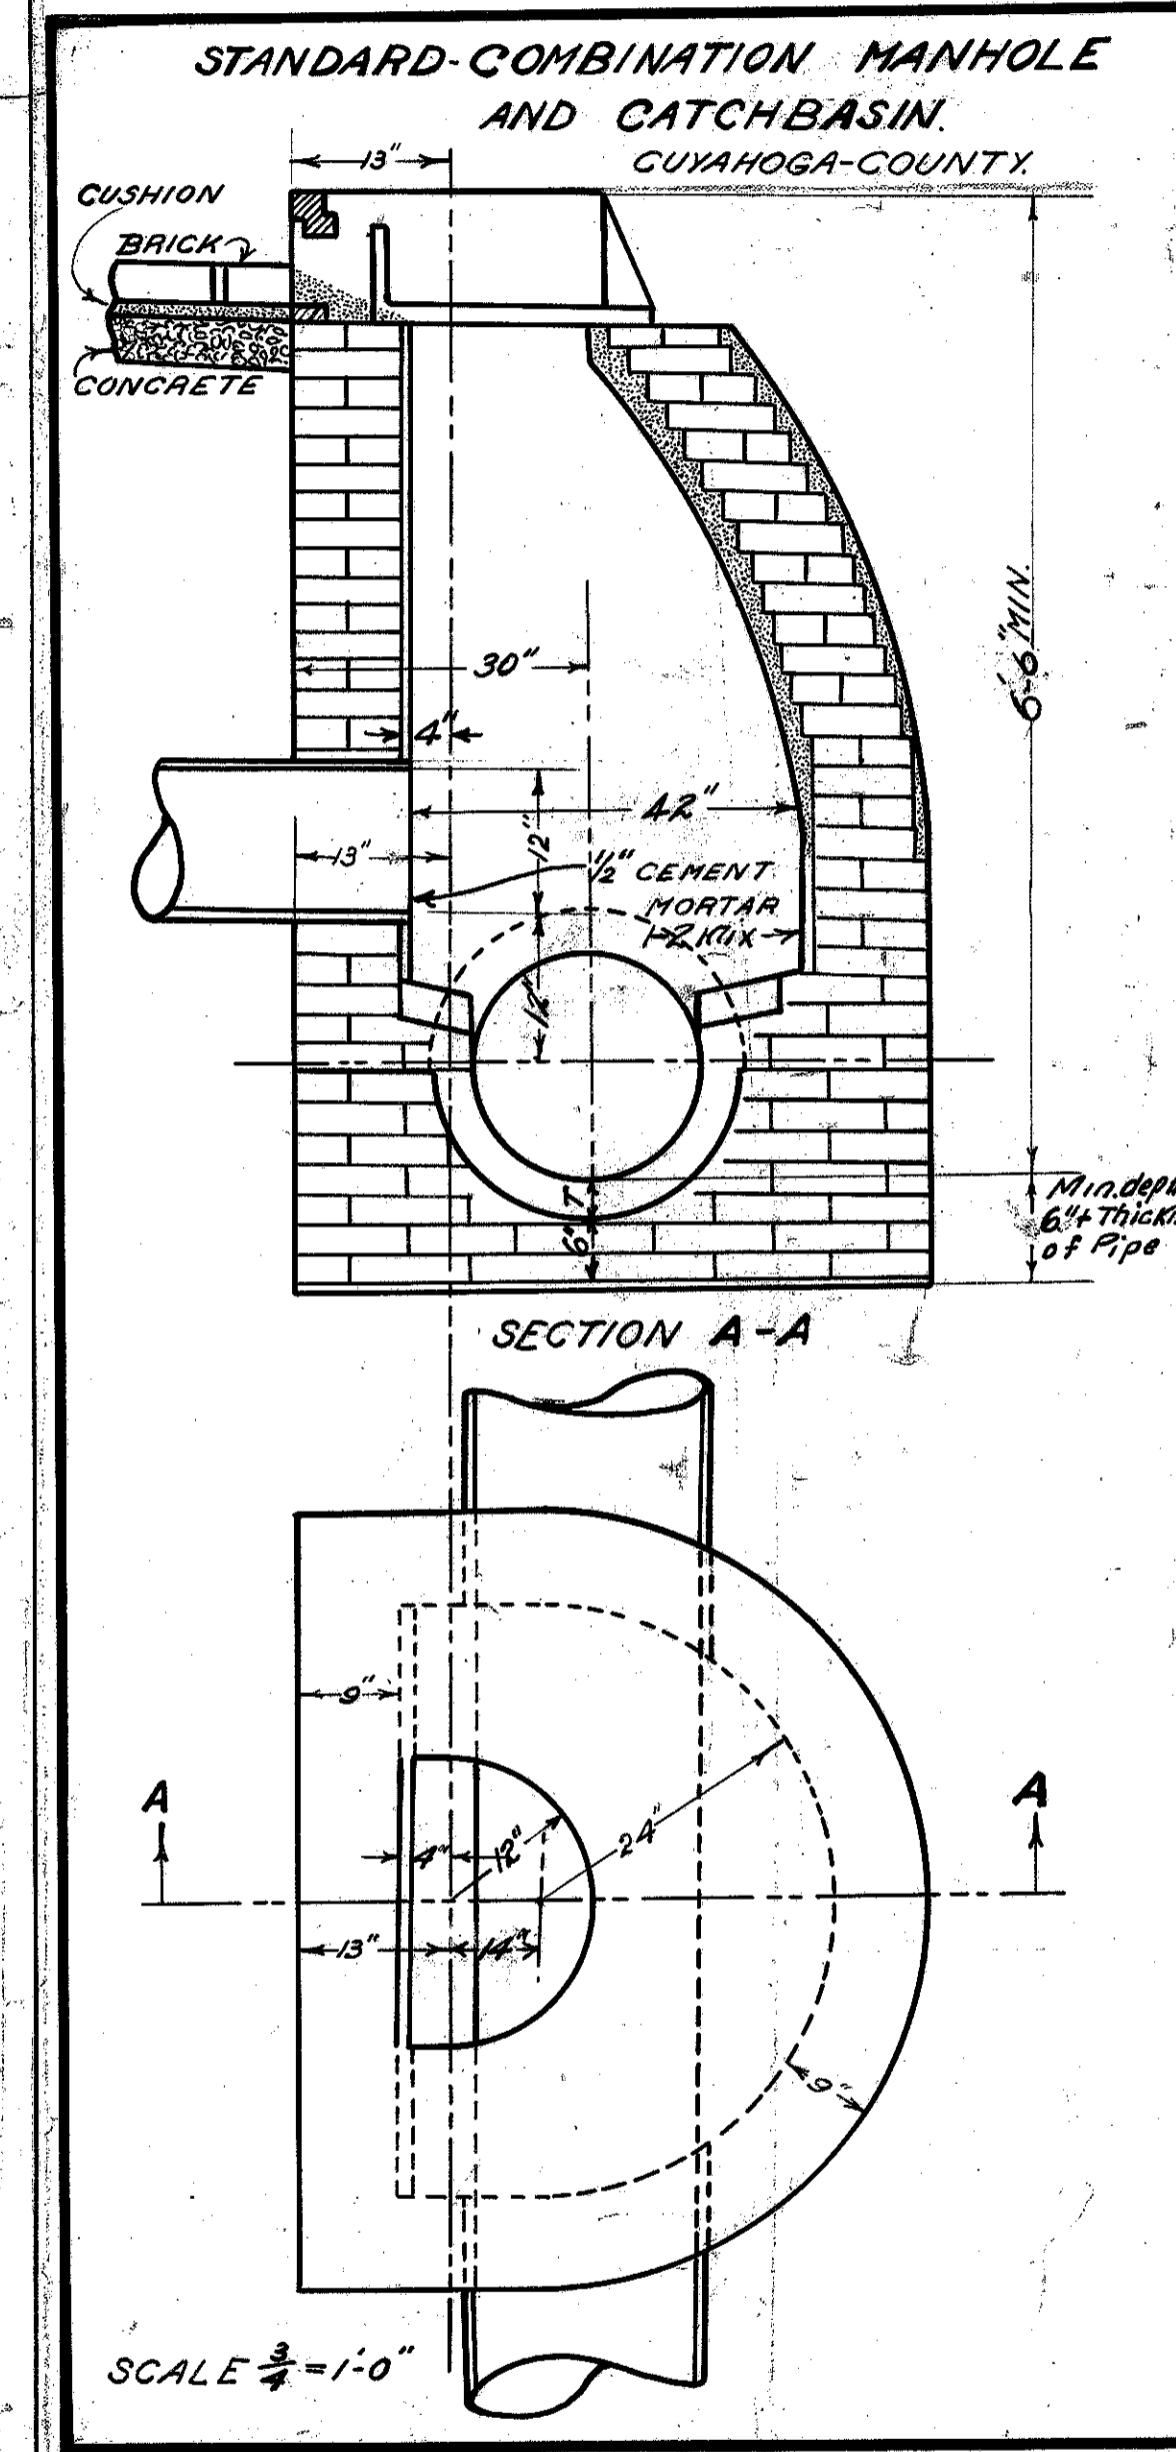 STANDARD-COMBINATION MANHOLE
AND CATCHBASIN.
CUYAHOGA-COUNTY.
13"
CUSHION
BRICK
CONCRETE
6'-6" MIN.
30"
4"
42"
12"
13"
1/2" CEMENT
MORTAR
1-2 MIX
12"
T
6"
Min. dep
6" + Thick
of Pipe
SECTION A-A
9"
A
A
4"
12"
24"
13"
14"
9"
SCALE 3/4 = 1'-0"